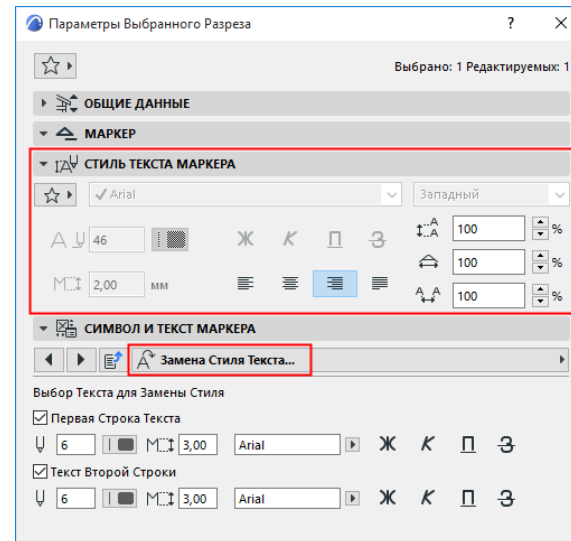 Параметры Выбранного Разреза ? ×
Выбрано: 1 Редактируемых: 1
ОБЩИЕ ДАННЫЕ
МАРКЕР
СТИЛЬ ТЕКСТА МАРКЕРА
Arial Западный
46 Ж К П З 100 %
100 %
2,00 мм 100 %
СИМВОЛ И ТЕКСТ МАРКЕРА
Замена Стиля Текста...
Выбор Текста для Замены Стиля
Первая Строка Текста
6 3,00 Arial Ж К П З
Текст Второй Строки
6 3,00 Arial Ж К П З